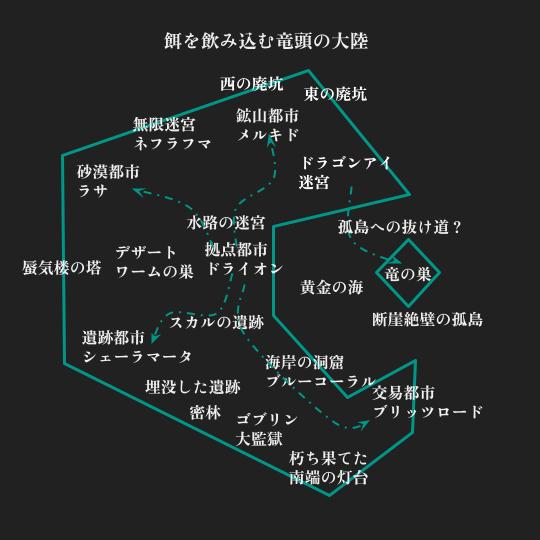 餌を飲み込む竜頭の大陸
西の廃坑
東の廃坑
鉱山都市
メルキド
無限迷宮
ネフラフマ
ドラゴンアイ
迷宮
砂漠都市
ラサ
水路の迷宮
孤島への抜け道？
拠点都市
ドライオン
デザート
ワームの巣
蜃気楼の塔
竜の巣
黄金の海
断崖絶壁の孤島
スカルの遺跡
遺跡都市
シェーラマータ
海岸の洞窟
ブルーコーラル
埋没した遺跡
交易都市
ブリッツロード
密林
ゴブリン
大監獄
朽ち果てた
南端の灯台